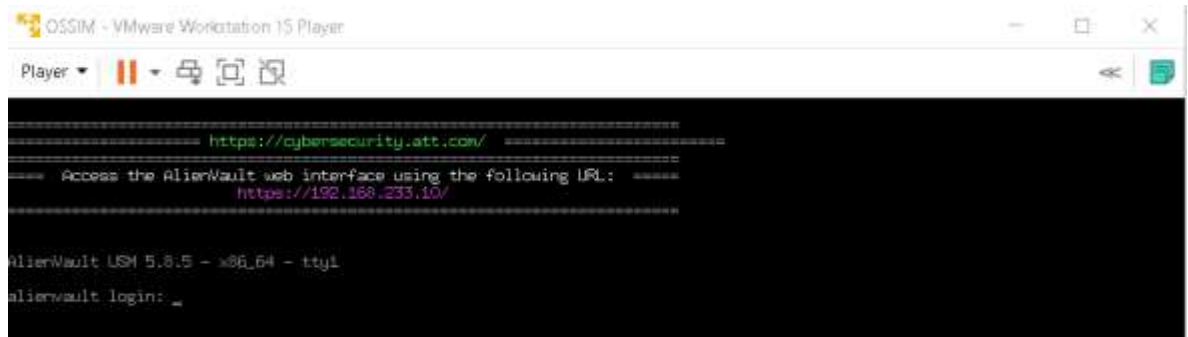 OSSIM - VMware Workstation 15 Player
Player
=====================================================================
==================== https://cybersecurity.att.com/ =======================
=====================================================================
==== Access the AlienVault web interface using the following URL: =====
https://192.168.233.10/
=====================================================================
AlienVault USM 5.8.5 - x86_64 - tty1
alienvault login: _